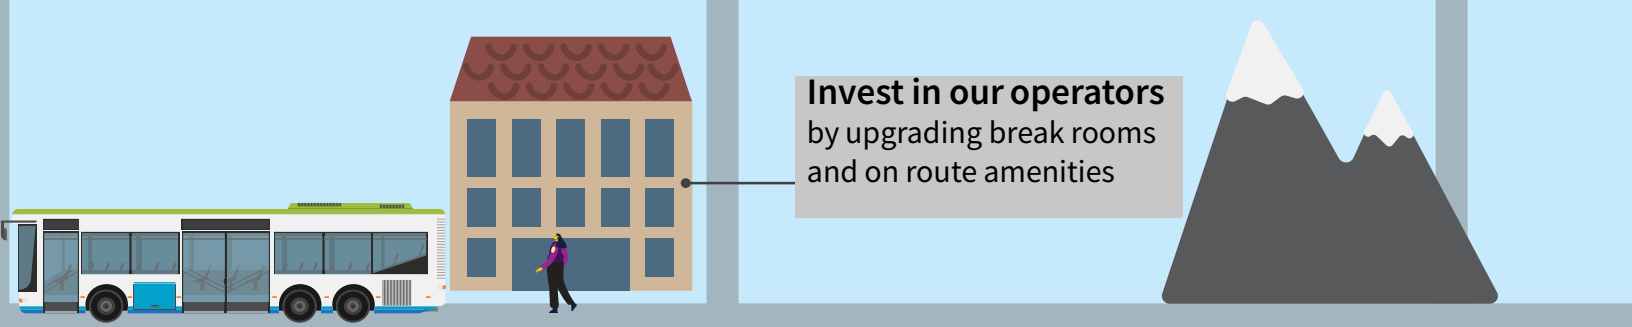 Invest in our operators
by upgrading break rooms
and on route amenities